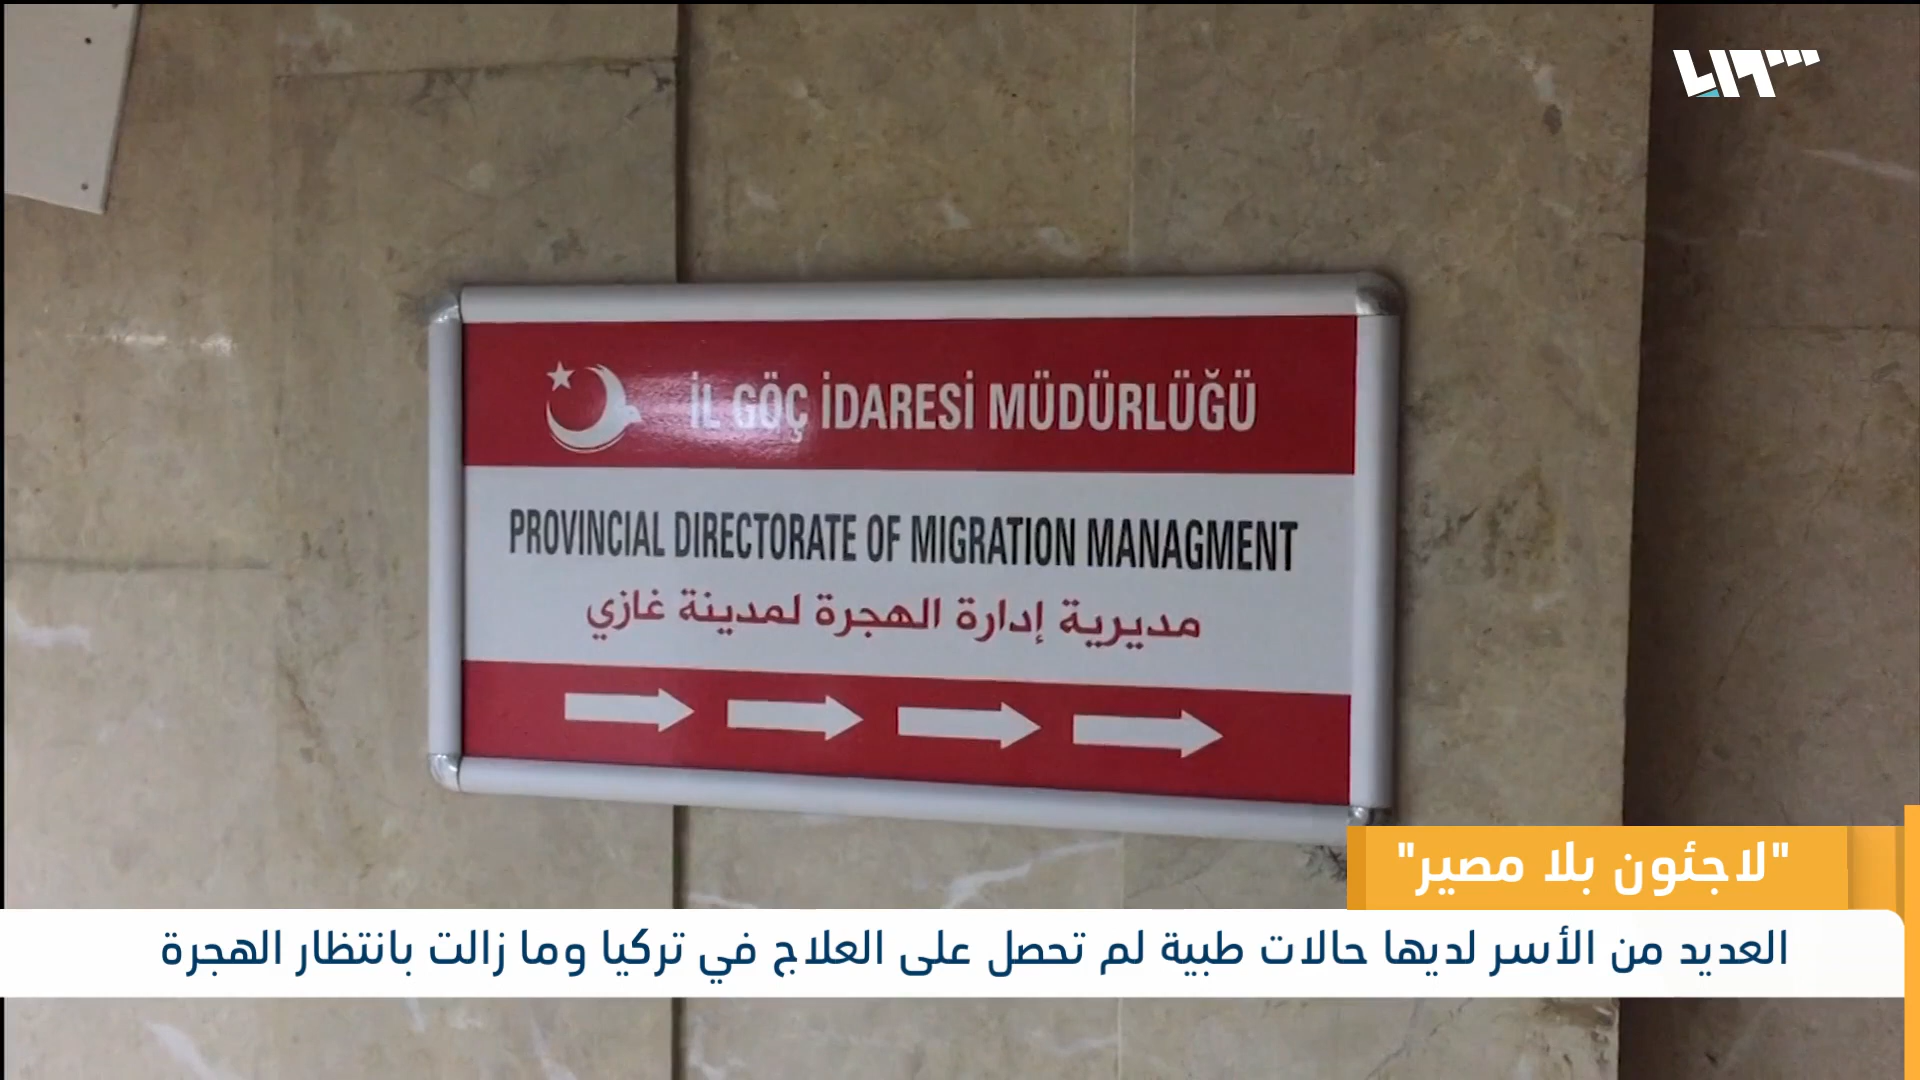 İL GÖÇ İDARESİ MÜDÜRLÜĞÜ
PROVINCIAL DIRECTORATE OF MIGRATION MANAGMENT
مديرية إدارة الهجرة لمدينة غازي
"لاجئون بلا مصير"
العديد من الأسر لديها حالات طبية لم تحصل على العلاج في تركيا وما زالت بانتظار الهجرة